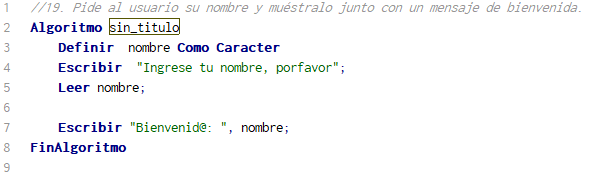 1 //19. Pide al usuario su nombre y muéstralo junto con un mensaje de bienvenida.
2 Algoritmo sin_titulo
3 Definir nombre Como Caracter
4 Escribir "Ingrese tu nombre, porfavor";
5 Leer nombre;
6
7 Escribir "Bienvenid@: ", nombre;
8 FinAlgoritmo
9